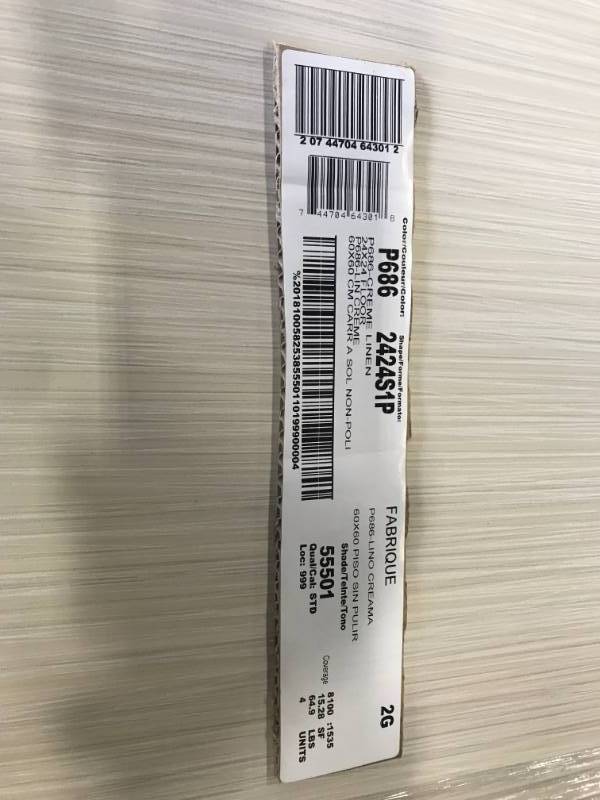 2 07 44704 64301 2
7 44704 64301 8
Color/Couleur/Color: Shape/Forma/Formato:
P686 2424S1P
P686-CREME LINEN
24X24 FLOOR
P686-LIN CREME
60X60 CM CARR A SOL NON-POLI
%20181005825385550110199900004
FABRIQUE
P686-LINO CREAMA
60X60 PISO SIN PULIR
Shade/Teinte/Tono
55501
Qual/Cal: STD
Loc: 999
2G
8100 :1535
Coverage 15.28 SF
64.9 LBS
4 UNITS